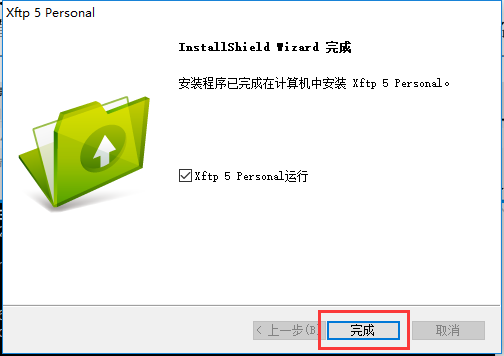 Xftp 5 Personal
InstallShield Wizard 完成
安装程序已完成在计算机中安装 Xftp 5 Personal。
Xftp 5 Personal运行
< 上一步(B)
完成
取消